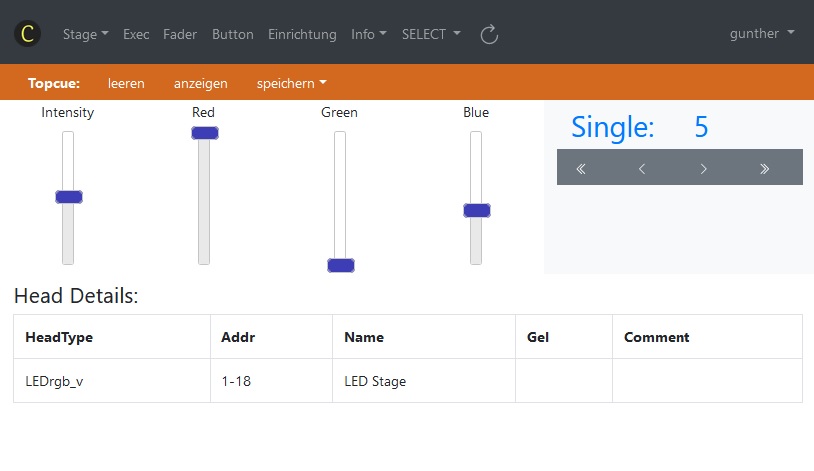 C Stage Exec Fader Button Einrichtung Info SELECT gunther
Topcue: leeren anzeigen speichern
Intensity Red Green Blue
Single: 5
Head Details:
HeadType Addr Name Gel Comment
LEDrgb_v 1-18 LED Stage